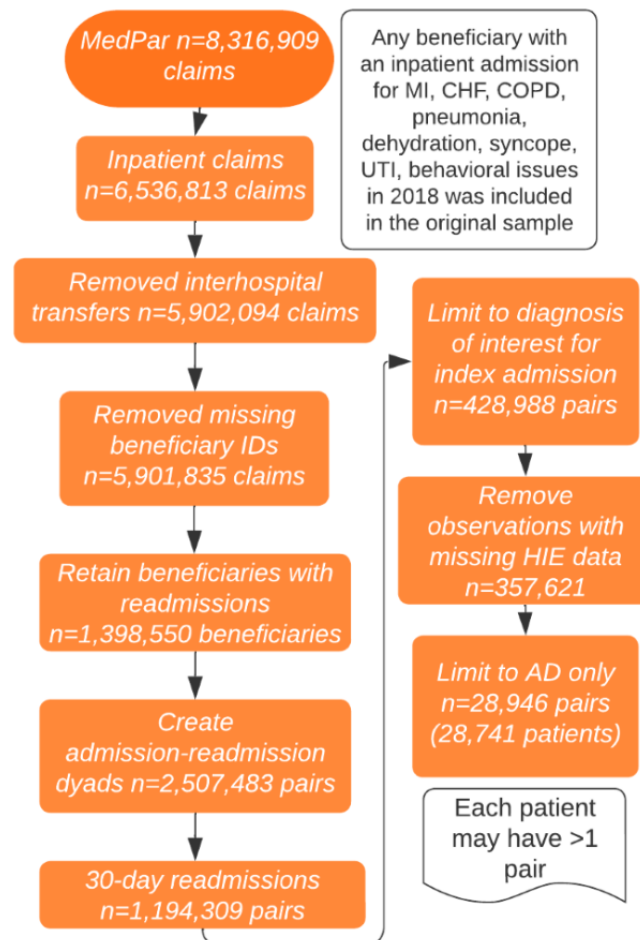 MedPar n=8,316,909
claims
Any beneficiary with
an inpatient admission
for MI, CHF, COPD,
pneumonia,
dehydration, syncope,
UTI, behavioral issues
in 2018 was included
in the original sample
Inpatient claims
n=6,536,813 claims
Removed interhospital
transfers n=5,902,094 claims
Removed missing
beneficiary IDs
n=5,901,835 claims
Retain beneficiaries with
readmissions
n=1,398,550 beneficiaries
Create
admission-readmission
dyads n=2,507,483 pairs
30-day readmissions
n=1,194,309 pairs
Limit to diagnosis
of interest for
index admission
n=428,988 pairs
Remove
observations with
missing HIE data
n=357,621
Limit to AD only
n=28,946 pairs
(28,741 patients)
Each patient
may have >1
pair